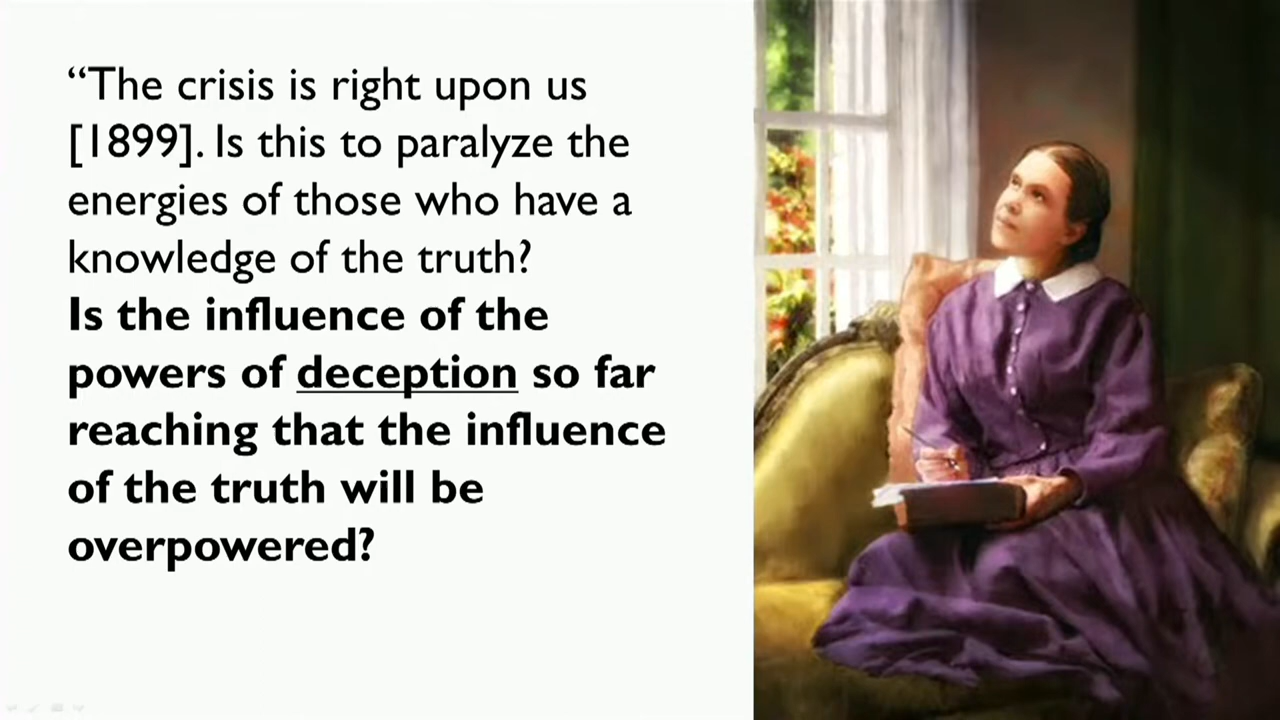 “The crisis is right upon us
[1899]. Is this to paralyze the
energies of those who have a
knowledge of the truth?
Is the influence of the
powers of deception so far
reaching that the influence
of the truth will be
overpowered?